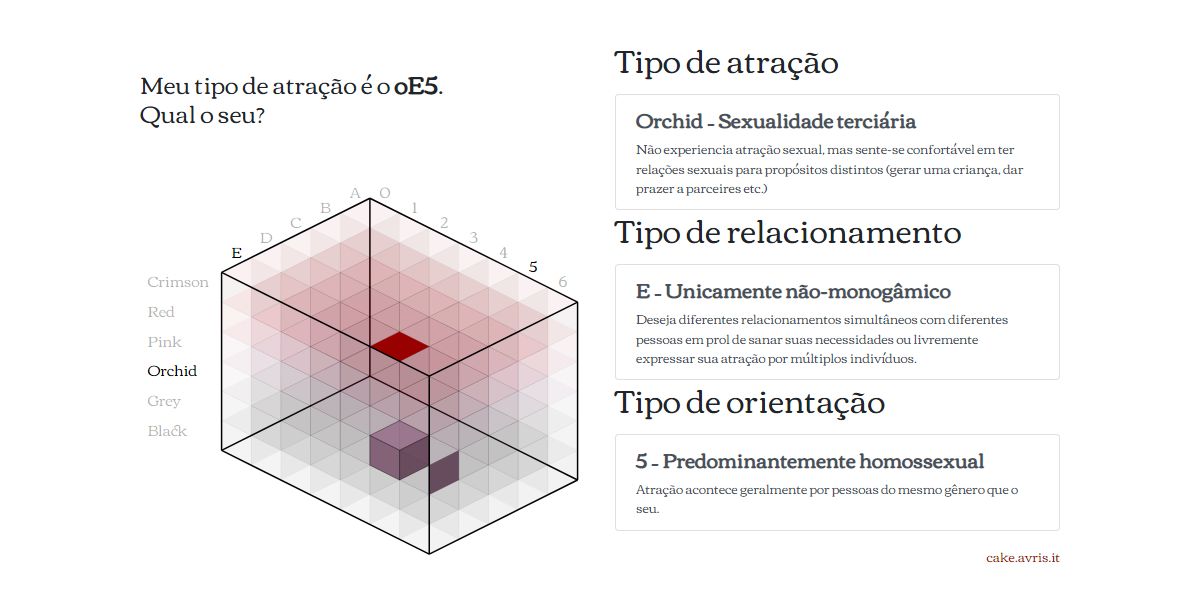 Meu tipo de atração é o oE5.
Qual o seu?
A
O
B
1
C
2
D
3
E
4
5
6
Crimson
Red
Pink
Orchid
Grey
Black
Tipo de atração
Orchid - Sexualidade terciária
Não experiencia atração sexual, mas sente-se confortável em ter
relações sexuais para propósitos distintos (gerar uma criança, dar
prazer a parceires etc.)
Tipo de relacionamento
E - Unicamente não-monogâmico
Deseja diferentes relacionamentos simultâneos com diferentes
pessoas em prol de sanar suas necessidades ou livremente
expressar sua atração por múltiplos indivíduos.
Tipo de orientação
5 - Predominantemente homossexual
Atração acontece geralmente por pessoas do mesmo gênero que o
seu.
cake.avris.it